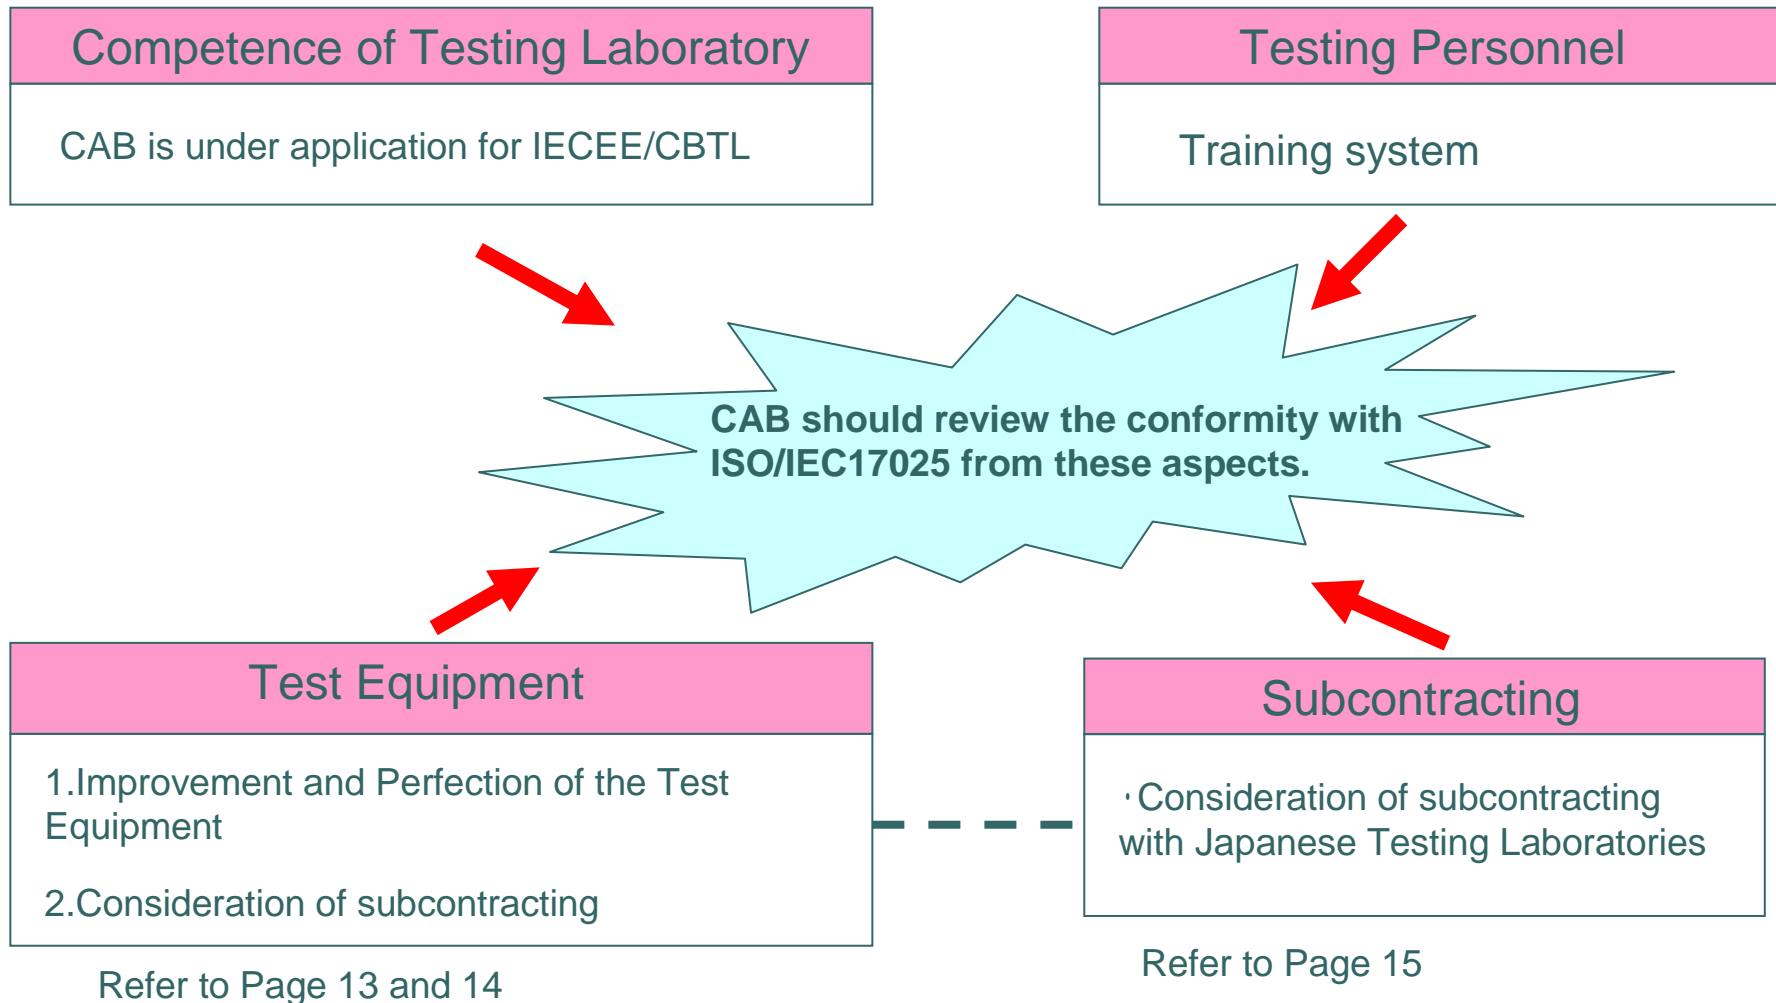 Competence of Testing Laboratory
CAB is under application for IECEE/CBTL
Testing Personnel
Training system
CAB should review the conformity with
ISO/IEC17025 from these aspects.
Test Equipment
1.Improvement and Perfection of the Test
Equipment
2.Consideration of subcontracting
Refer to Page 13 and 14
Subcontracting
・Consideration of subcontracting
with Japanese Testing Laboratories
Refer to Page 15